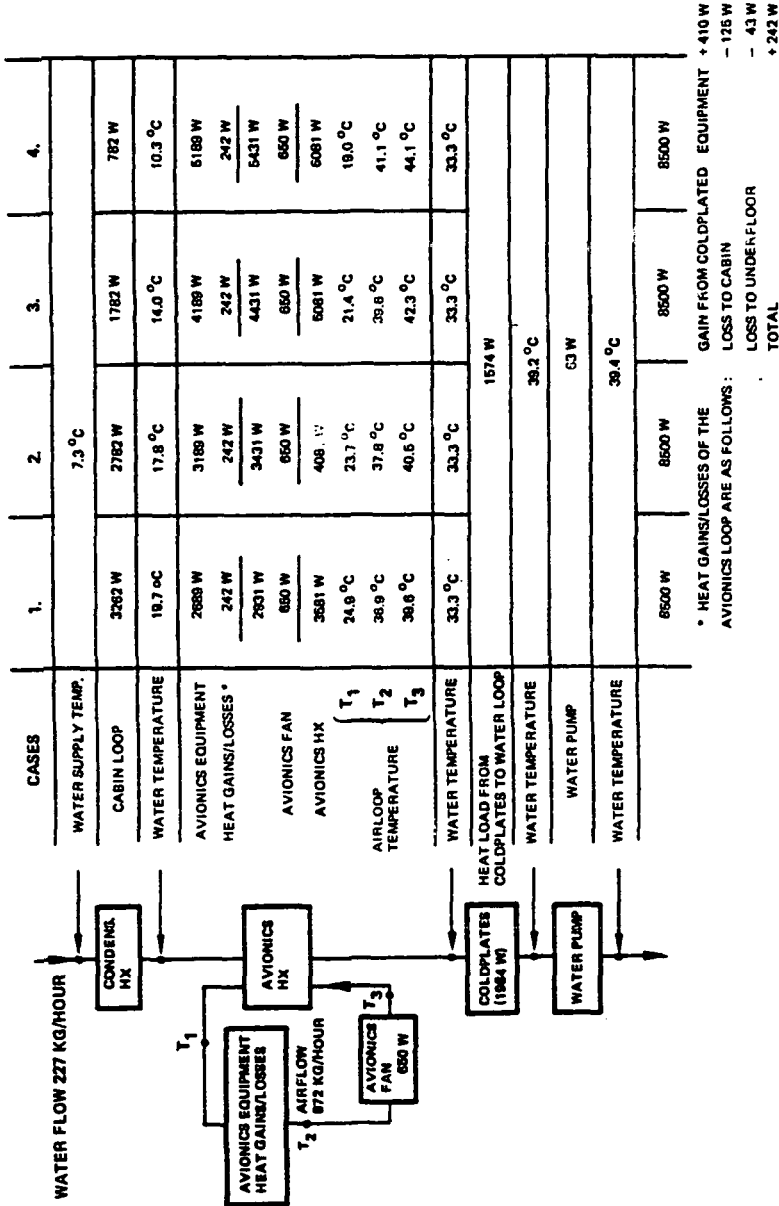 WATER FLOW 227 KG/HOUR
CONDENS. HX
T1
AVIONICS EQUIPMENT HEAT GAINS/LOSSES
AVIONICS HX
T2
AIRFLOW 872 KG/HOUR
T3
AVIONICS FAN 650 W
COLDPLATES (1984 W)
WATER PUMP
CASES 1. 2. 3. 4.
WATER SUPPLY TEMP. 7.3 °C
CABIN LOOP 3262 W 2782 W 1782 W 782 W
WATER TEMPERATURE 19.7 °C 17.8 °C 14.0 °C 10.3 °C
AVIONICS EQUIPMENT 2689 W 3189 W 4189 W 5189 W
HEAT GAINS/LOSSES * 242 W 242 W 242 W 242 W
2931 W 3431 W 4431 W 5431 W
AVIONICS FAN 650 W 650 W 650 W 650 W
AVIONICS HX 3581 W 5081 W 6081 W
AIRLOOP TEMPERATURE
T1 24.9 °C 23.7 °C 21.4 °C 19.0 °C
T2 36.9 °C 37.8 °C 39.6 °C 41.1 °C
T3 39.6 °C 40.5 °C 42.3 °C 44.1 °C
WATER TEMPERATURE 33.3 °C 33.3 °C 33.3 °C 33.3 °C
HEAT LOAD FROM COLDPLATES TO WATER LOOP 1574 W
WATER TEMPERATURE 39.2 °C
WATER PUMP 63 W
WATER TEMPERATURE 39.4 °C
8500 W 8500 W 8500 W 8500 W
* HEAT GAINS/LOSSES OF THE
AVIONICS LOOP ARE AS FOLLOWS :
GAIN FROM COLDPLATED EQUIPMENT + 410 W
LOSS TO CABIN - 125 W
LOSS TO UNDERFLOOR - 43 W
TOTAL + 242 W